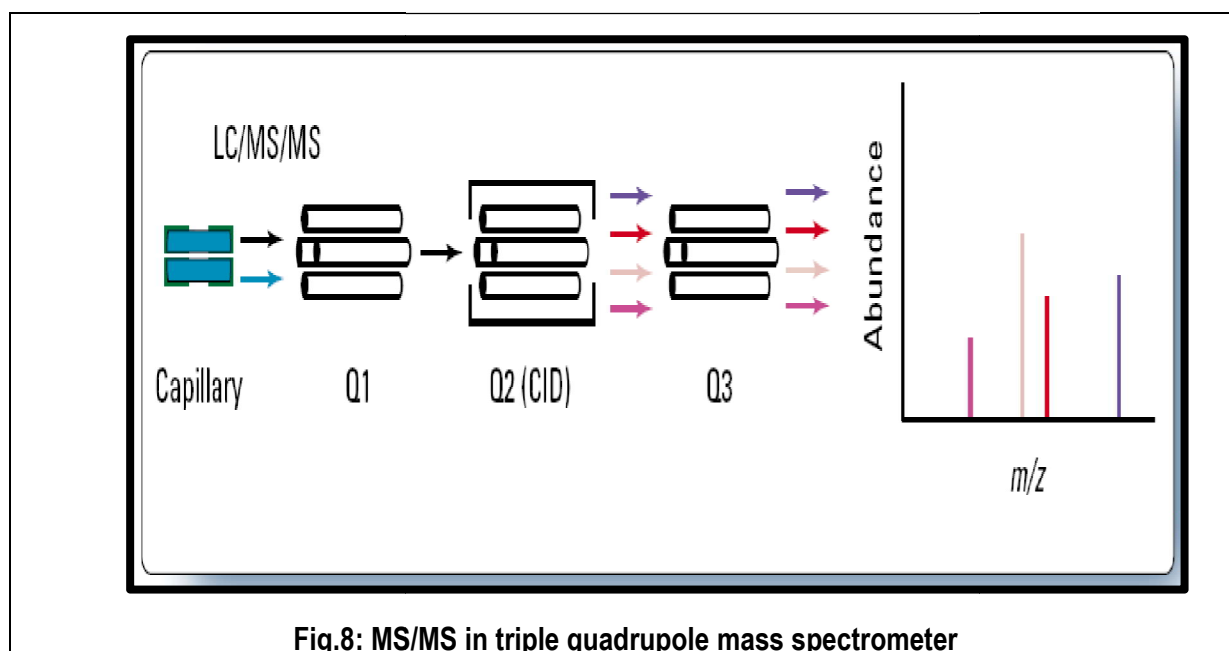 LC/MS/MS
Capillary
Q1
Q2 (CID)
Q3
Abundance
m/z
Fig.8: MS/MS in triple quadrupole mass spectrometer